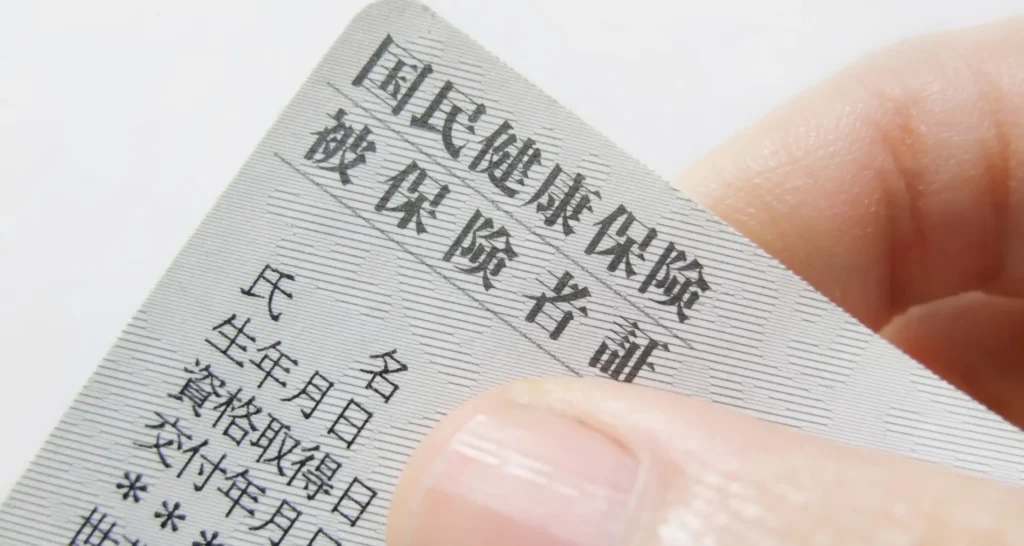 国民健康保険
被保険者証
氏名
生年月日
資格取得日
交付年月日
***
世